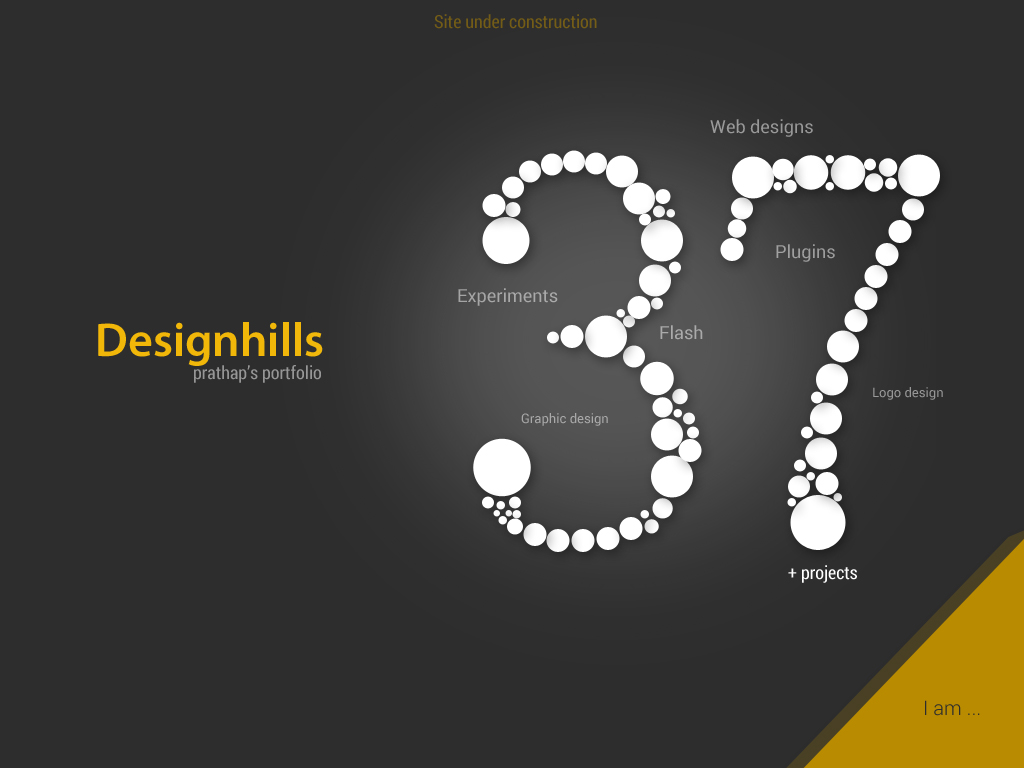 Site under construction
Web designs
37
Plugins
Experiments
Flash
Designhills
prathap's portfolio
Logo design
Graphic design
+ projects
I am ...